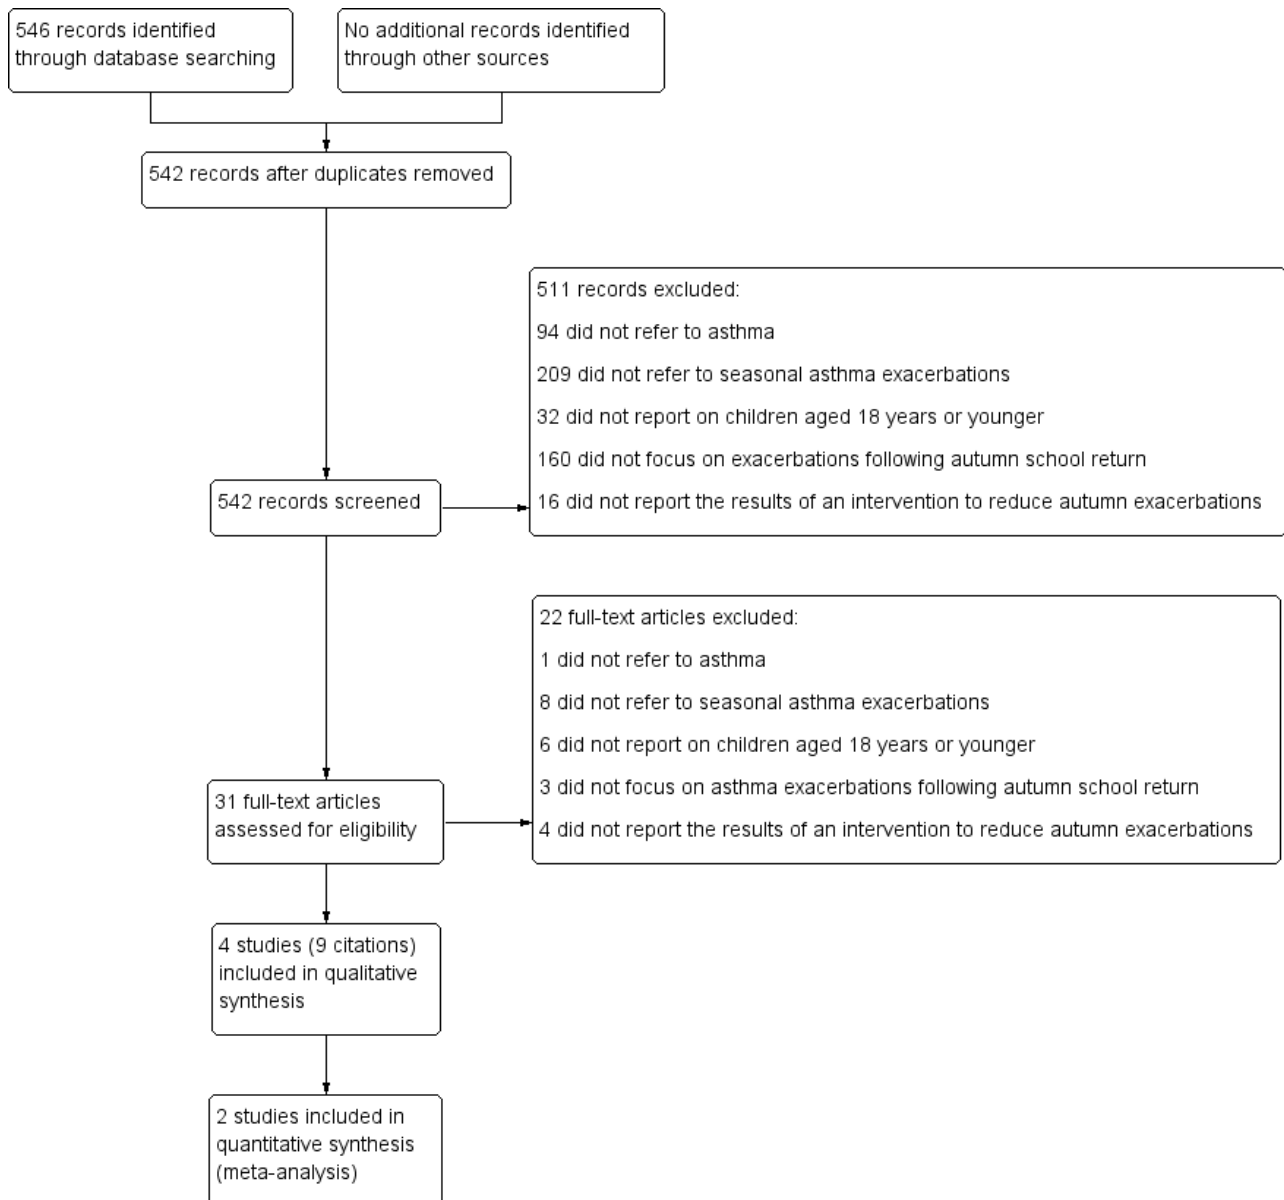 546 records identified
through database searching
No additional records identified
through other sources
542 records after duplicates removed
511 records excluded:
94 did not refer to asthma
209 did not refer to seasonal asthma exacerbations
32 did not report on children aged 18 years or younger
160 did not focus on exacerbations following autumn school return
16 did not report the results of an intervention to reduce autumn exacerbations
542 records screened
22 full-text articles excluded:
1 did not refer to asthma
8 did not refer to seasonal asthma exacerbations
6 did not report on children aged 18 years or younger
3 did not focus on asthma exacerbations following autumn school return
4 did not report the results of an intervention to reduce autumn exacerbations
31 full-text articles
assessed for eligibility
4 studies (9 citations)
included in qualitative
synthesis
2 studies included in
quantitative synthesis
(meta-analysis)